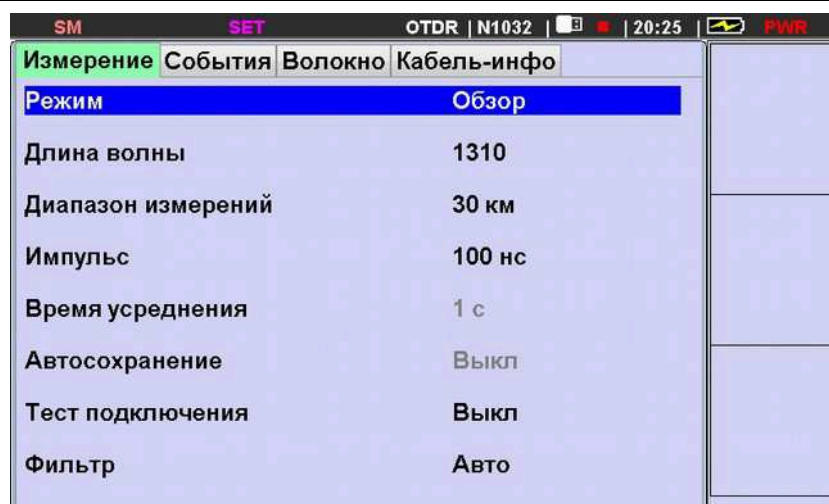 SM SET OTDR | N1032 | | 20:25 | PWR
Измерение События Волокно Кабель-инфо
Режим Обзор
Длина волны 1310
Диапазон измерений 30 км
Импульс 100 нс
Время усреднения 1 с
Автосохранение Выкл
Тест подключения Выкл
Фильтр Авто